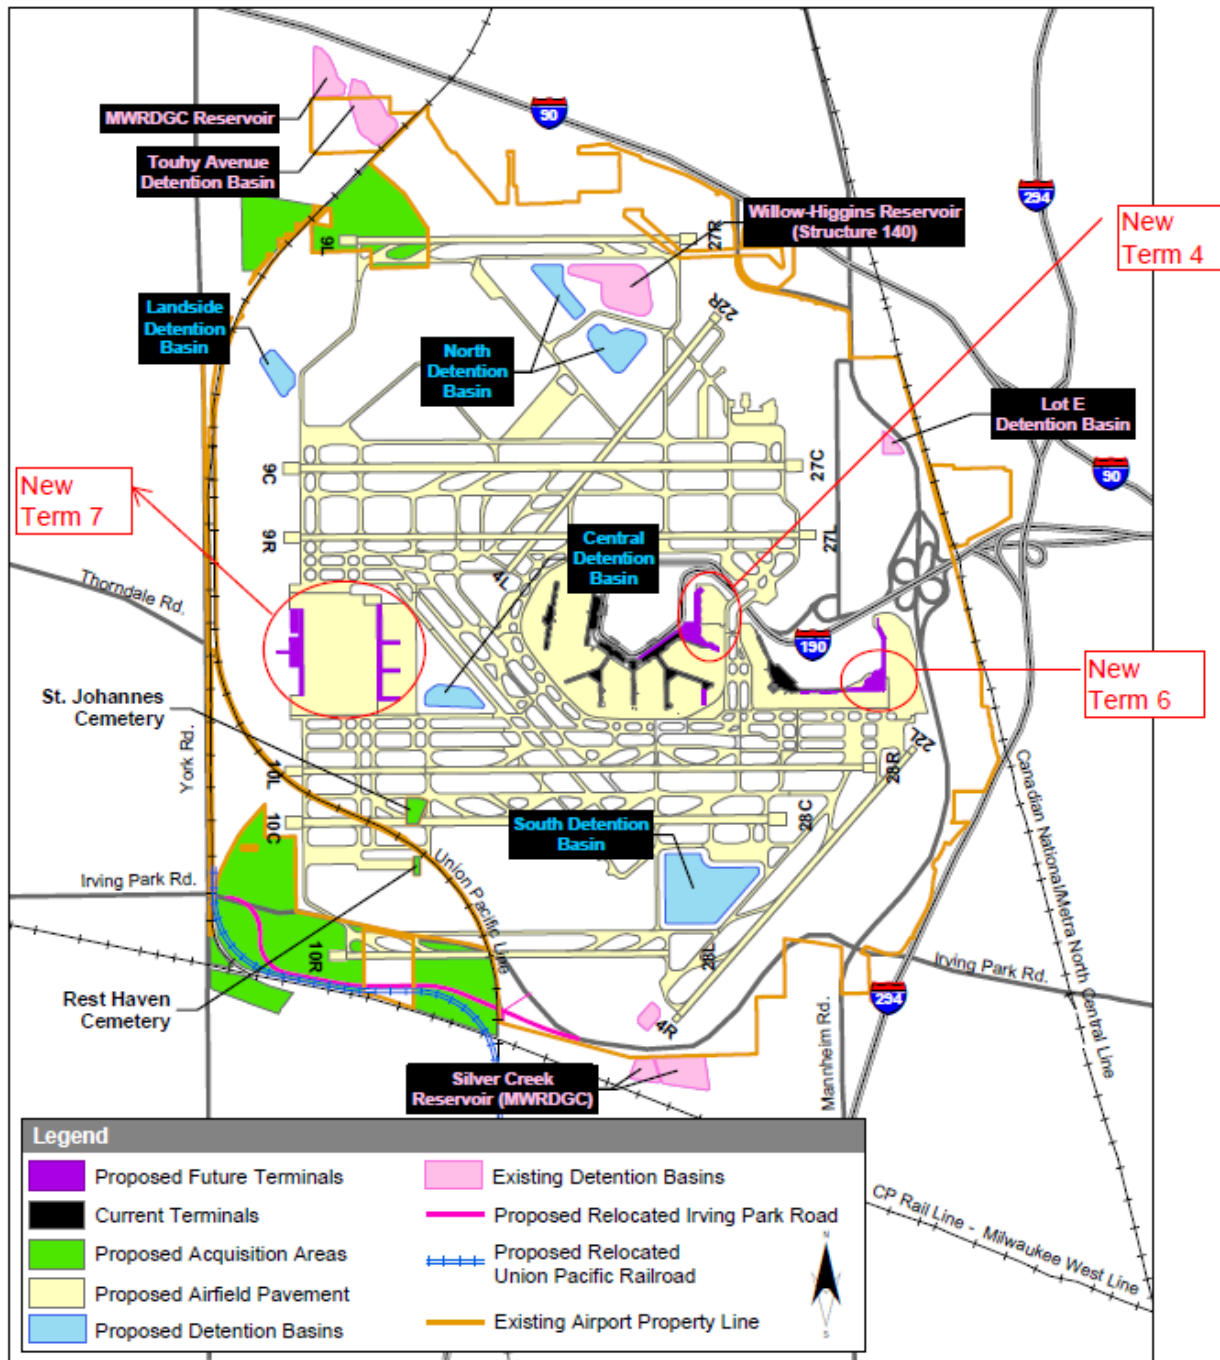 MWRDGC Reservoir
Touhy Avenue
Detention Basin
90
294
Willow-Higgins Reservoir
(Structure 140)
New
Term 4
9L
27R
22R
Landside
Detention
Basin
North
Detention
Basin
Lot E
Detention Basin
90
New
Term 7
9C
27C
9R
27L
Central
Detention
Basin
4L
Thorndale Rd.
190
New
Term 6
St. Johannes
Cemetery
York Rd.
22L
10L
28R
10C
28C
South Detention
Basin
Canadian National/Metra North Central Line
Union Pacific Line
Irving Park Rd.
10R
28L
Irving Park Rd.
Rest Haven
Cemetery
294
4R
Mannheim Rd.
Silver Creek
Reservoir (MWRDGC)
CP Rail Line - Milwaukee West Line
Legend
Proposed Future Terminals
Current Terminals
Proposed Acquisition Areas
Proposed Airfield Pavement
Proposed Detention Basins
Existing Detention Basins
Proposed Relocated Irving Park Road
Proposed Relocated
Union Pacific Railroad
Existing Airport Property Line
N
S